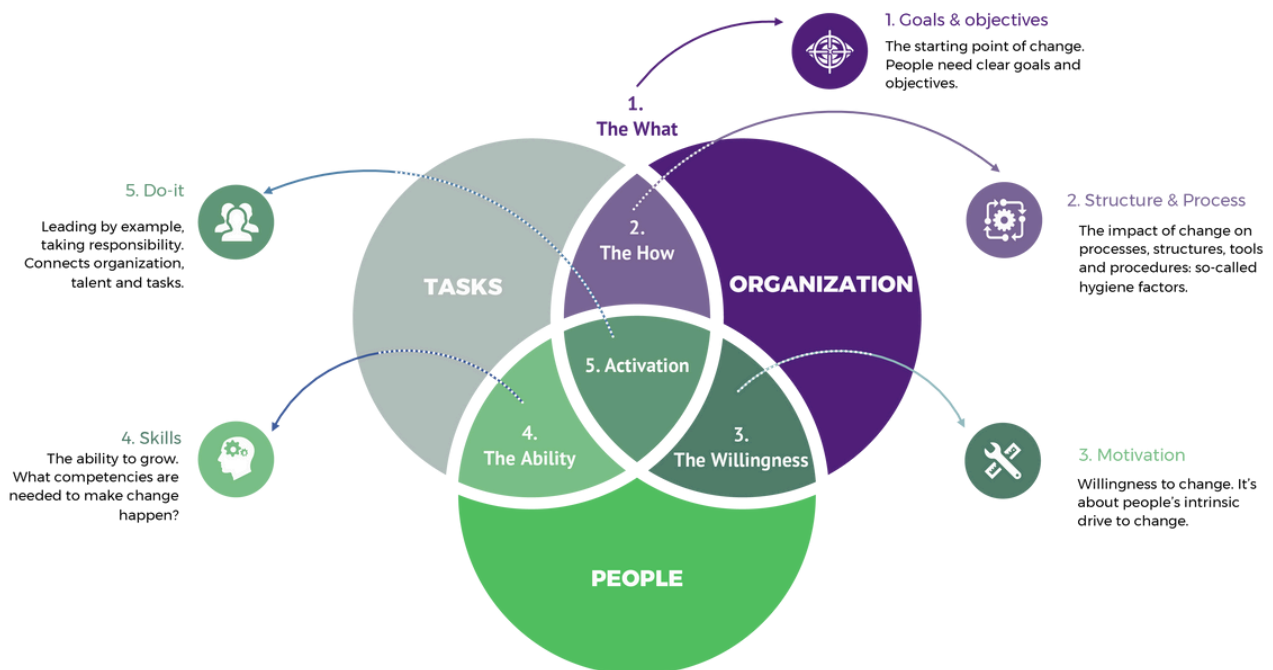 1. Goals & objectives
The starting point of change.
People need clear goals and
objectives.
1.
The What
5. Do-it
Leading by example,
taking responsibility.
Connects organization,
talent and tasks.
2. Structure & Process
The impact of change on
processes, structures, tools
and procedures: so-called
hygiene factors.
2.
The How
TASKS
ORGANIZATION
5. Activation
4.
The Ability
3.
The Willingness
4. Skills
The ability to grow.
What competencies are
needed to make change
happen?
3. Motivation
Willingness to change. It's
about people's intrinsic
drive to change.
PEOPLE